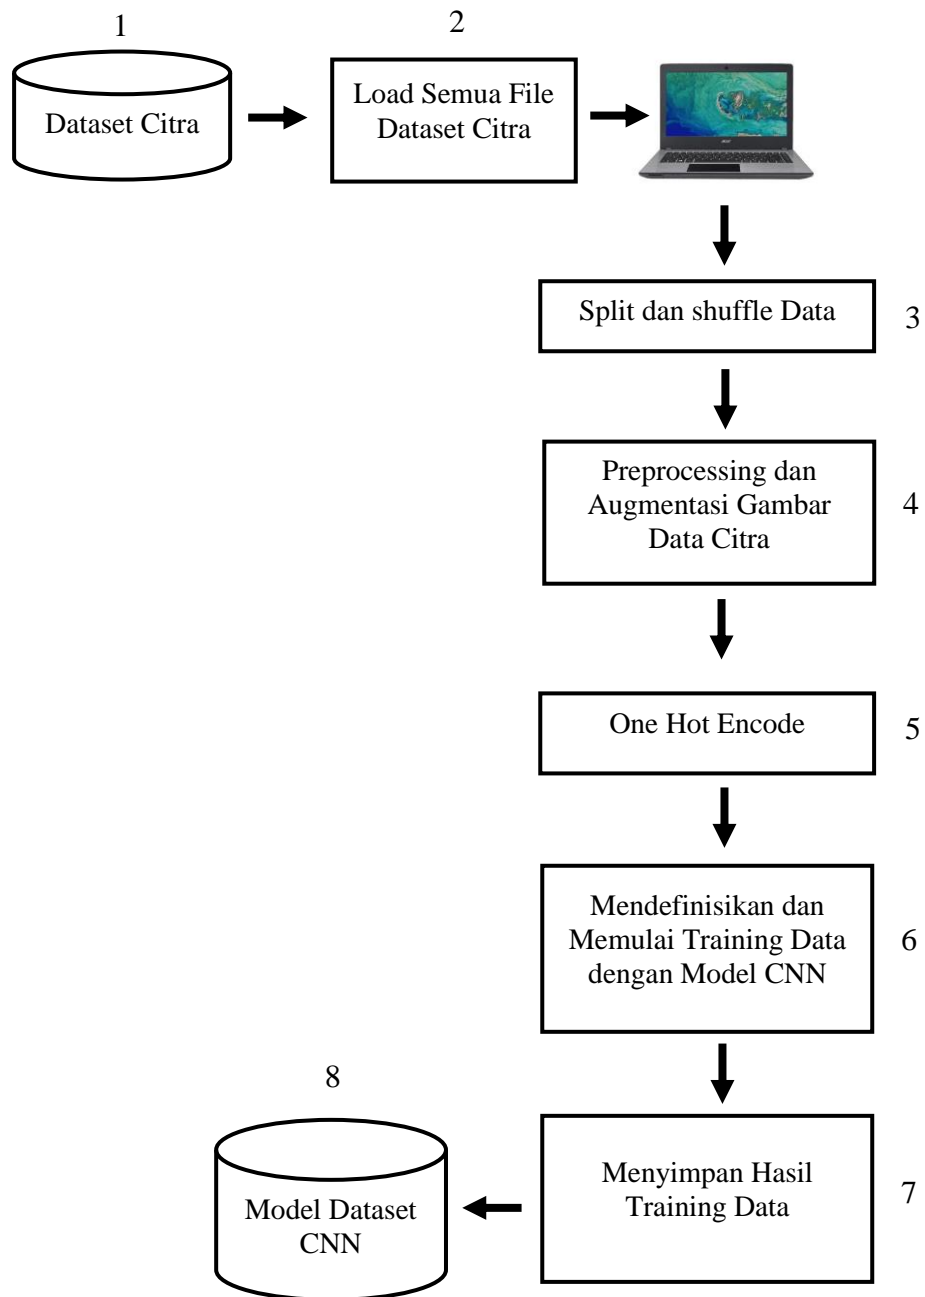 1
2
Dataset Citra
Load Semua File
Dataset Citra
Split dan shuffle Data
3
Preprocessing dan
Augmentasi Gambar
Data Citra
4
One Hot Encode
5
Mendefinisikan dan
Memulai Training Data
dengan Model CNN
6
Menyimpan Hasil
Training Data
7
8
Model Dataset
CNN